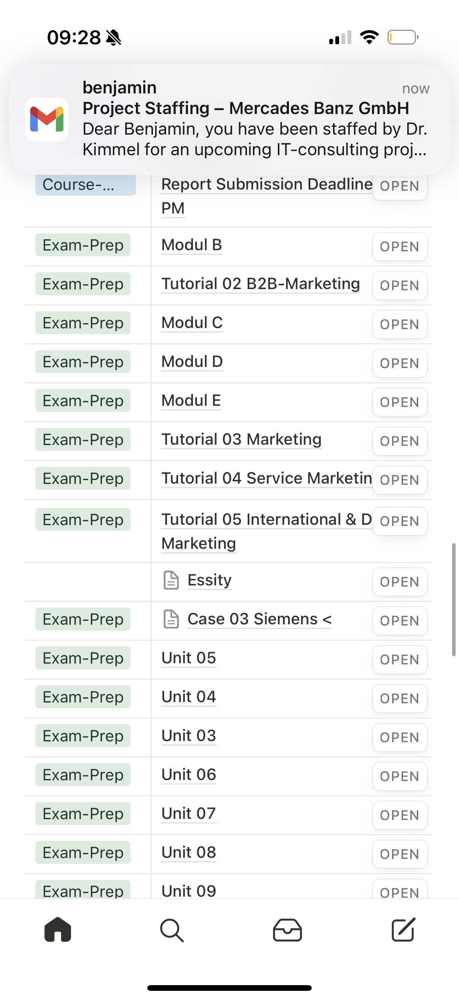 09:28
benjamin
now
Project Staffing – Mercades Banz GmbH
Dear Benjamin, you have been staffed by Dr.
Kimmel for an upcoming IT-consulting proj...
Course-...
Report Submission Deadline
OPEN
PM
Exam-Prep
Modul B
OPEN
Exam-Prep
Tutorial 02 B2B-Marketing
OPEN
Exam-Prep
Modul C
OPEN
Exam-Prep
Modul D
OPEN
Exam-Prep
Modul E
OPEN
Exam-Prep
Tutorial 03 Marketing
OPEN
Exam-Prep
Tutorial 04 Service Marketin
OPEN
Exam-Prep
Tutorial 05 International & D
OPEN
Marketing
Essity
OPEN
Exam-Prep
Case 03 Siemens <
OPEN
Exam-Prep
Unit 05
OPEN
Exam-Prep
Unit 04
OPEN
Exam-Prep
Unit 03
OPEN
Exam-Prep
Unit 06
OPEN
Exam-Prep
Unit 07
OPEN
Exam-Prep
Unit 08
OPEN
Exam-Prep
Unit 09
OPEN